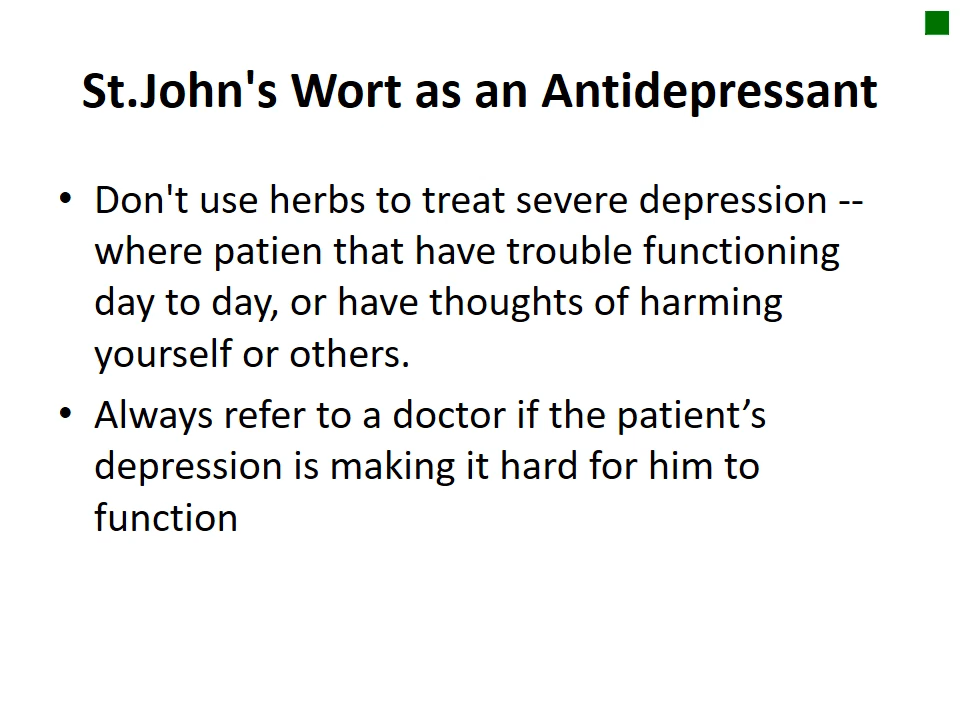 St.John's Wort as an Antidepressant
• Don't use herbs to treat severe depression --
where patien that have trouble functioning
day to day, or have thoughts of harming
yourself or others.
• Always refer to a doctor if the patient’s
depression is making it hard for him to
function